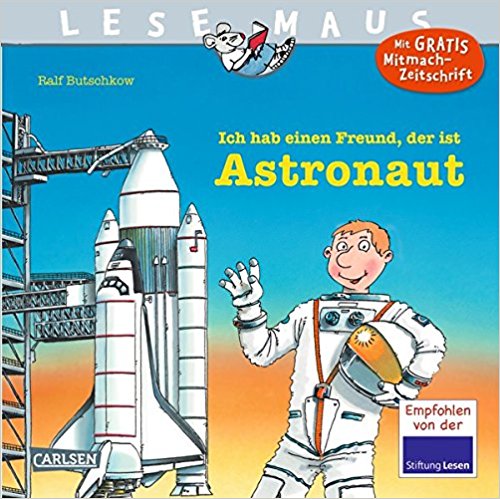 LESEMAUS
Mit GRATIS
Mitmach-
Zeitschrift
Ralf Butschkow
Ich hab einen Freund, der ist
Astronaut
Empfohlen
von der
Stiftung Lesen
CARLSEN